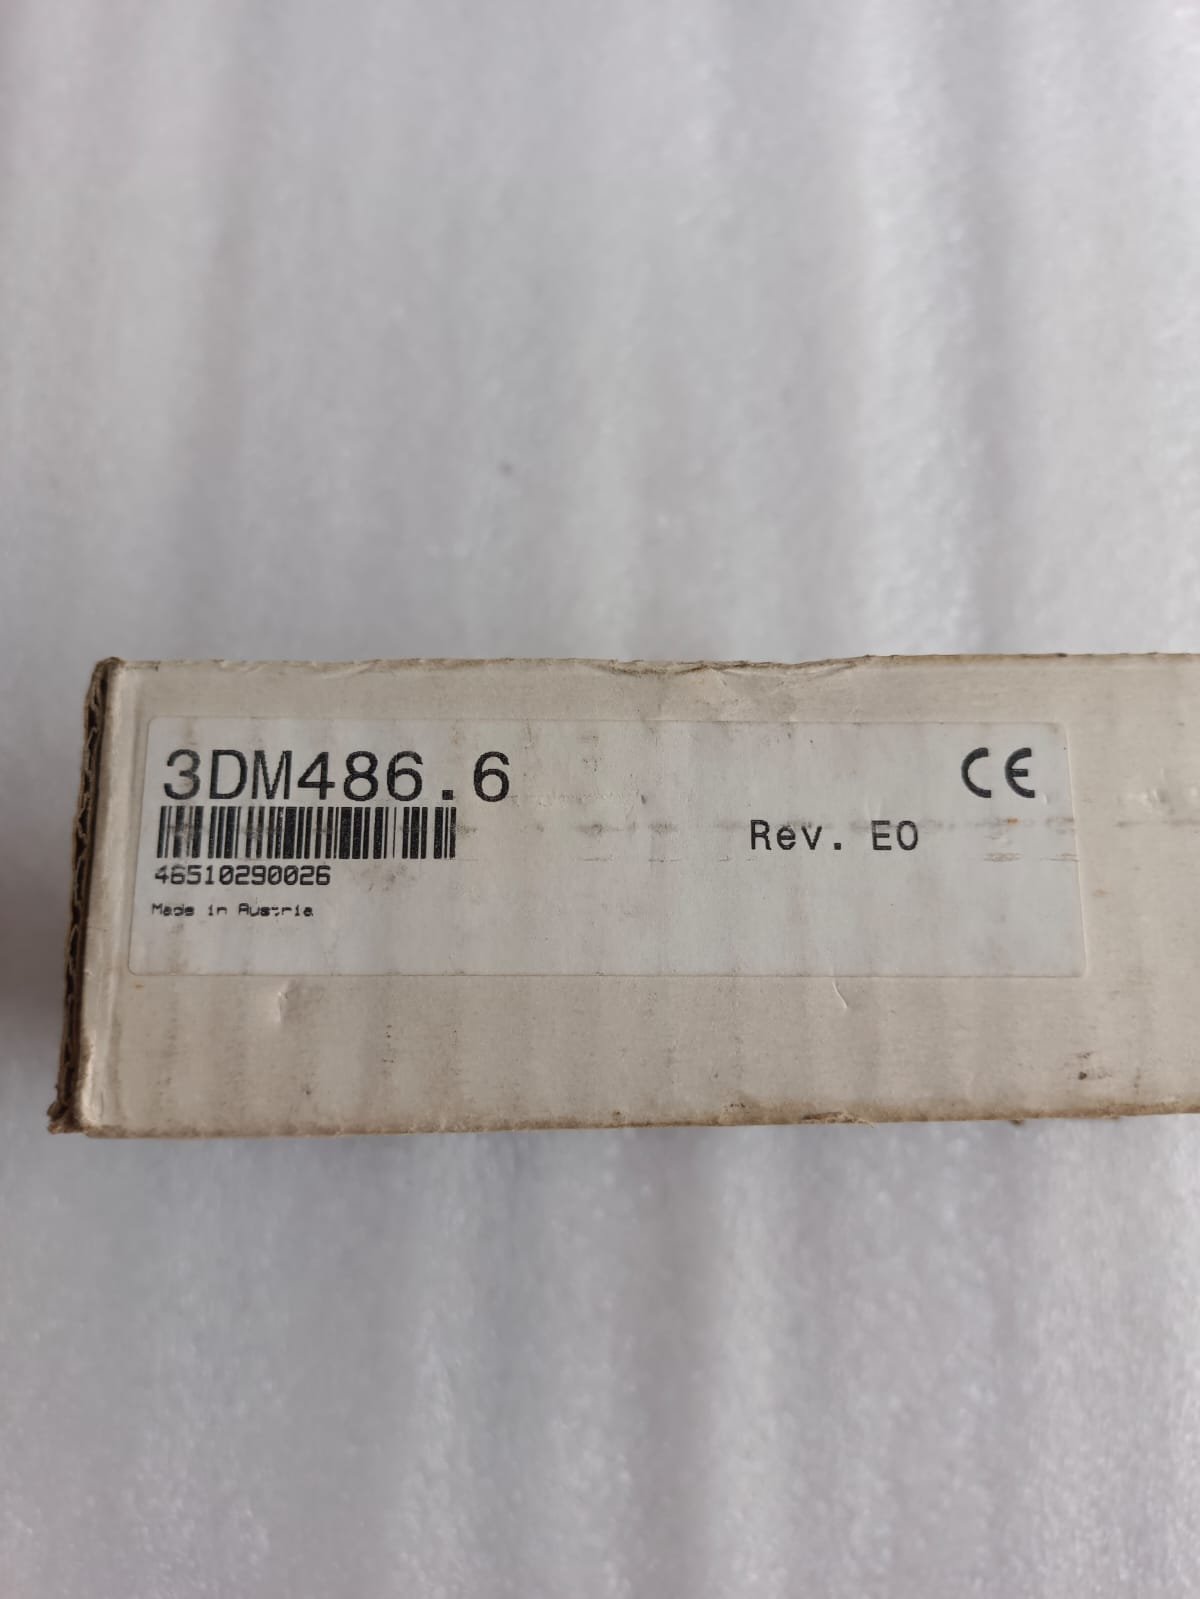 3DM486.6
CE
Rev. E0
46510290026
Made in Austria